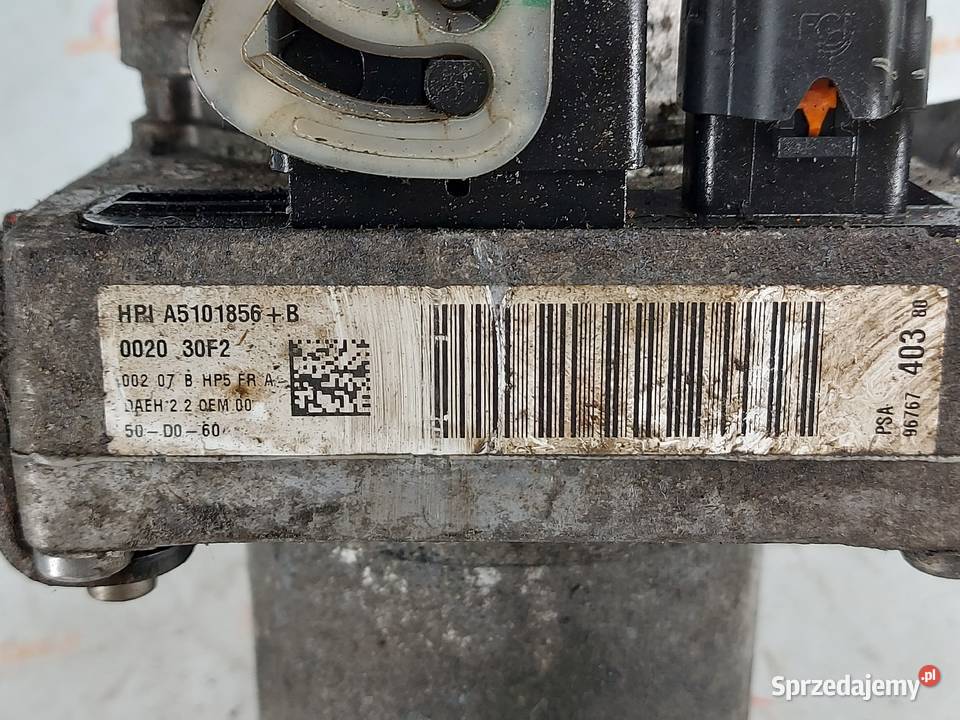 FCI
HPI A5101856+B
0020 30F2
002 07 B HP5 FR A
DAEH 2.2 OEM 00
50-D0-60
PSA
96767 403 80
Sprzedajemy.pl